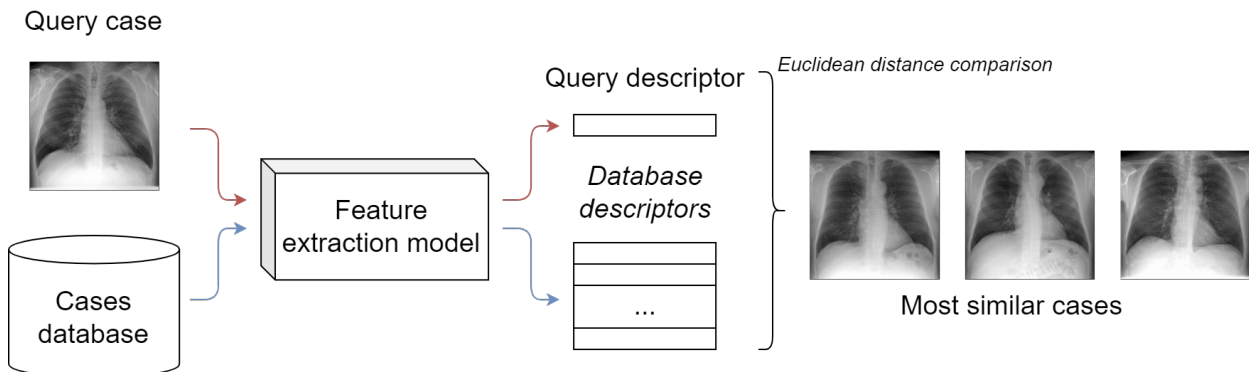 Query case
Cases
database
Feature
extraction model
Query descriptor
Database
descriptors
...
Euclidean distance comparison
Most similar cases